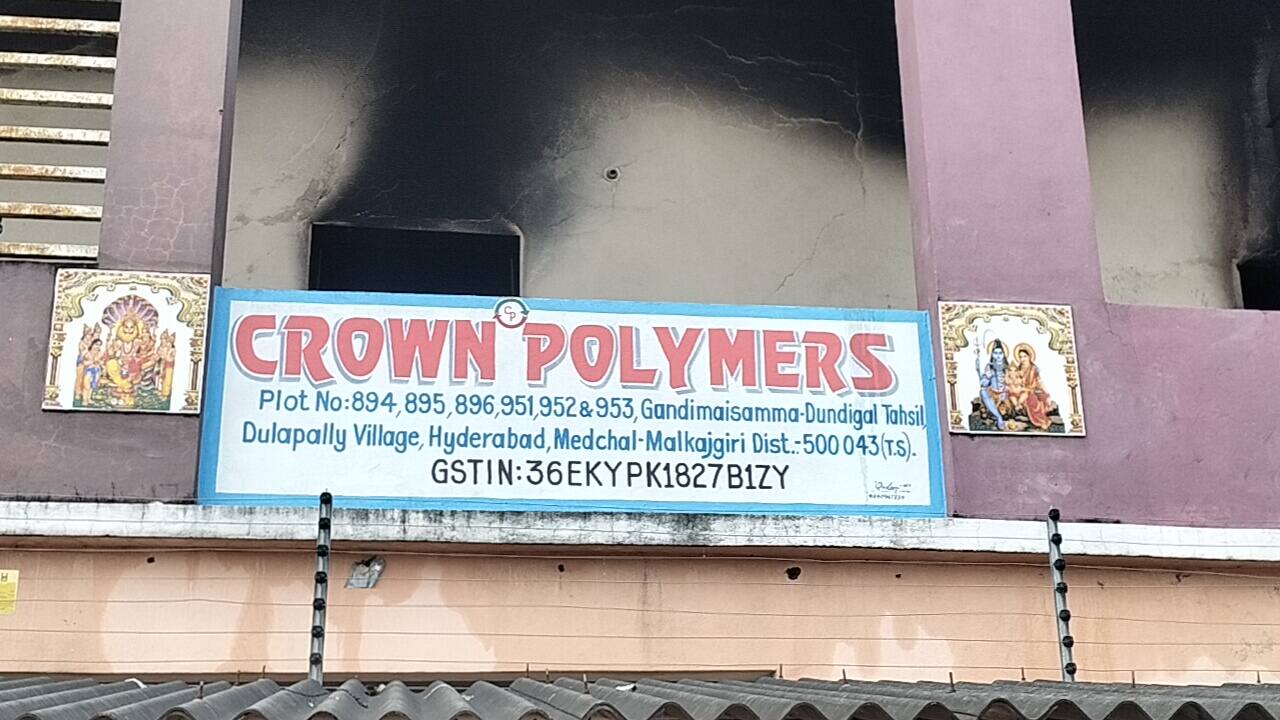 CP
CROWN POLYMERS
Plot No:894,895,896,951,952&953,Gandimaisamma-Dundigal Tahsil,
Dulapally Village, Hyderabad, Medchal-Malkajgiri Dist.:-500 043(T.S).
GSTIN:36EKYPK1827B1ZY